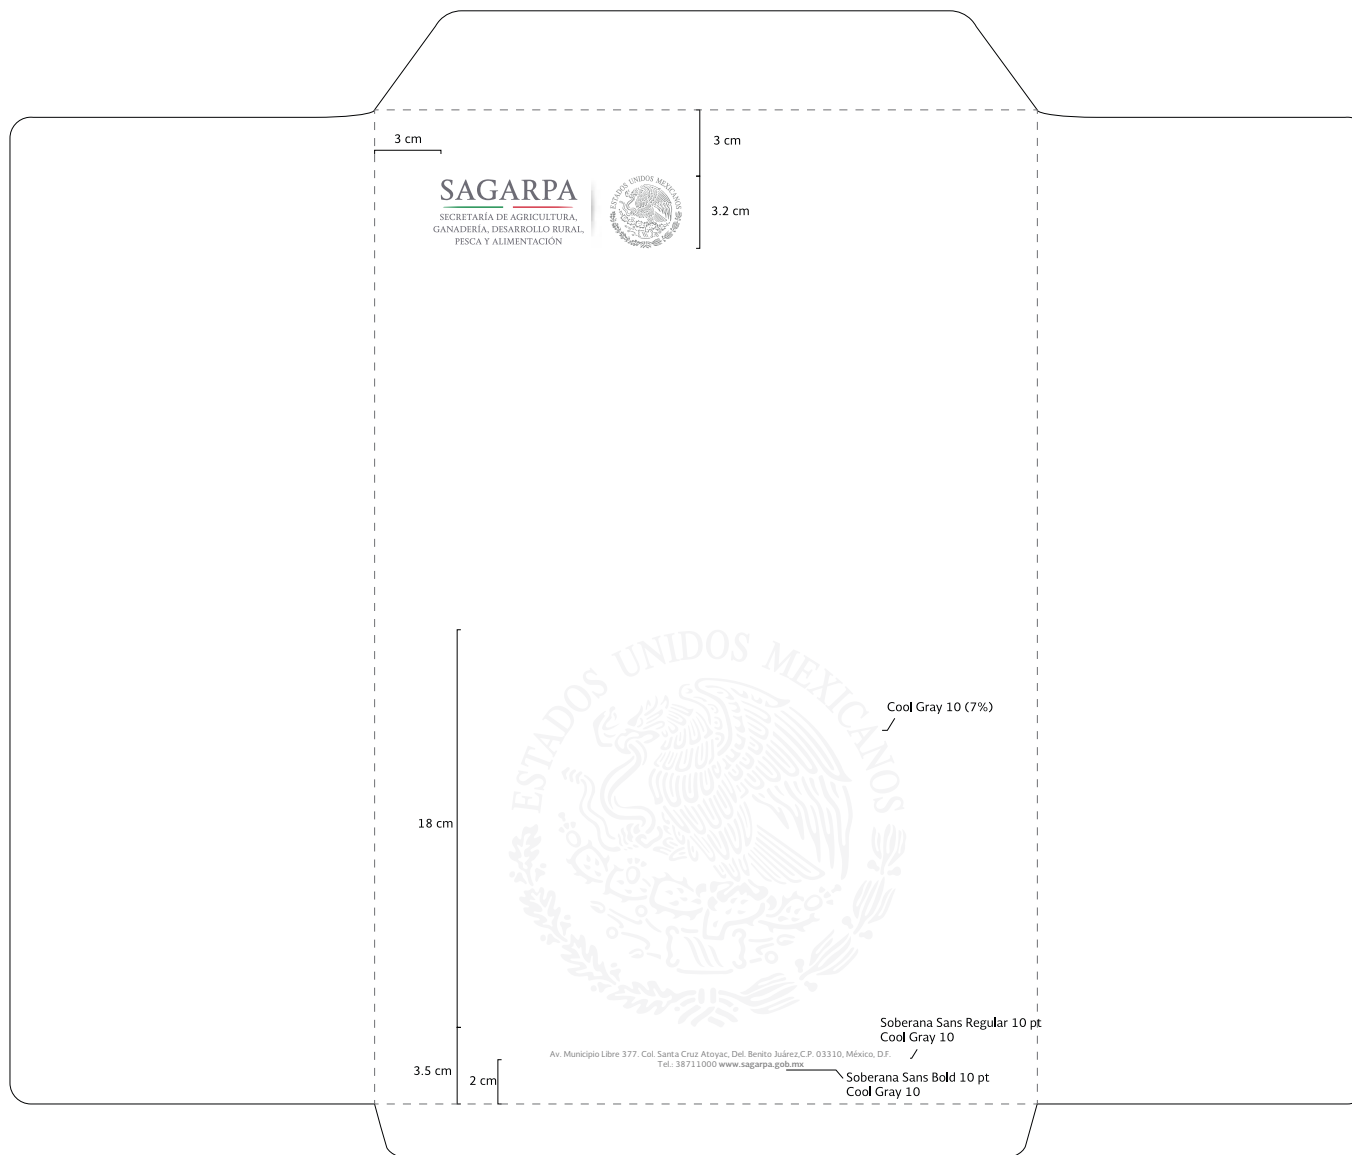 3 cm
3 cm
SAGARPA
SECRETARÍA DE AGRICULTURA,
GANADERÍA, DESARROLLO RURAL,
PESCA Y ALIMENTACIÓN
ESTADOS UNIDOS MEXICANOS
3.2 cm
ESTADOS UNIDOS MEXICANOS
Cool Gray 10 (7%)
18 cm
Soberana Sans Regular 10 pt
Cool Gray 10
Av. Municipio Libre 377. Col. Santa Cruz Atoyac, Del. Benito Juárez,C.P. 03310, México, D.F.
Tel.: 38711000 www.sagarpa.gob.mx
3.5 cm
2 cm
Soberana Sans Bold 10 pt
Cool Gray 10